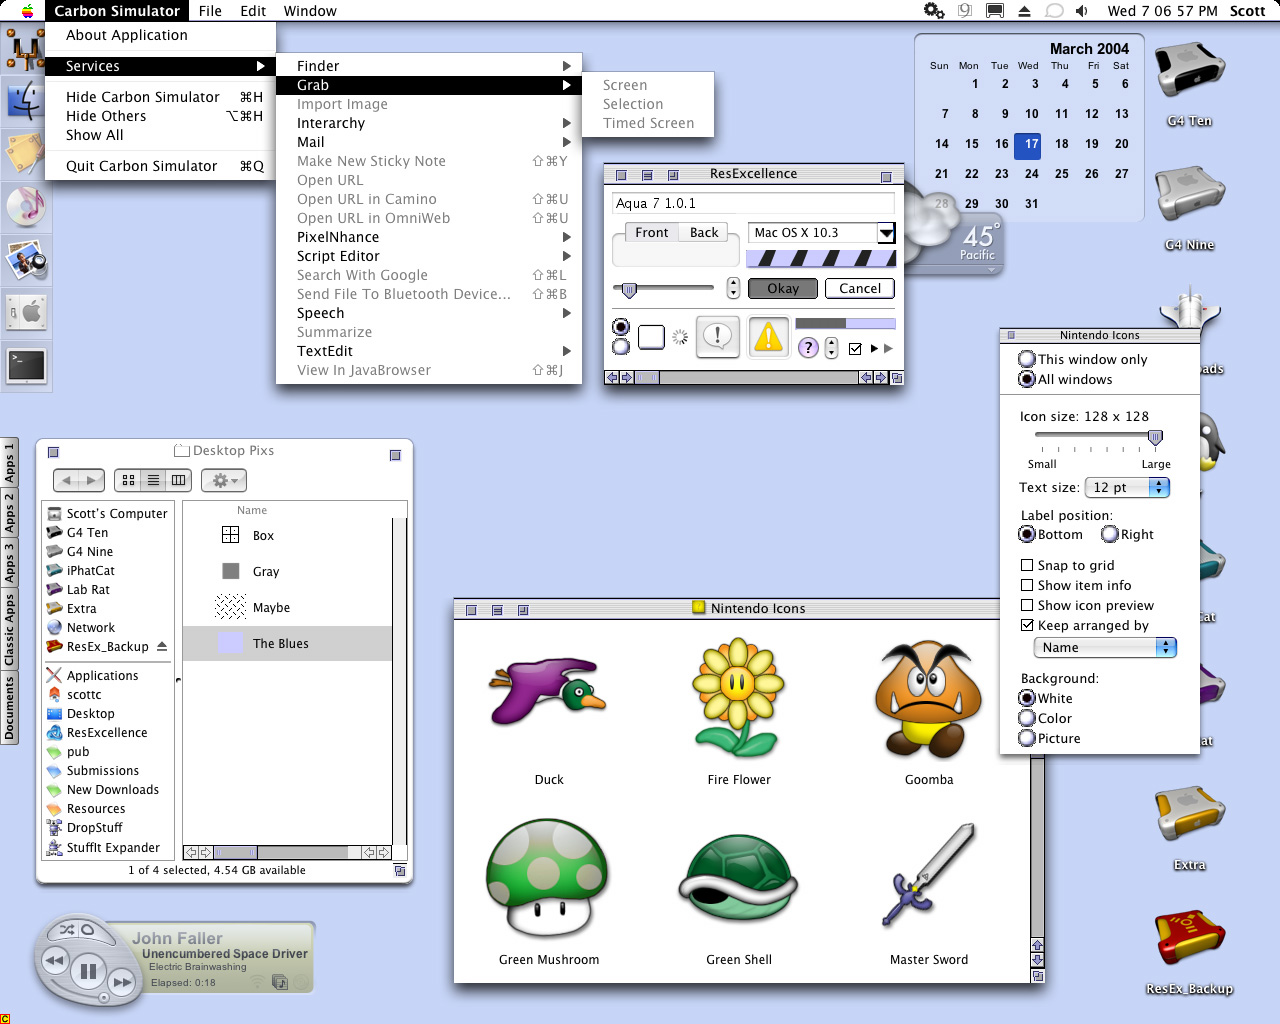 Carbon Simulator File Edit Window
9 Wed 7 06 57 PM Scott
About Application
Services
Hide Carbon Simulator ⌘H
Hide Others ⌥⌘H
Show All
Quit Carbon Simulator ⌘Q
Finder
Grab
Import Image
Interarchy
Mail
Make New Sticky Note ⇧⌘Y
Open URL
Open URL in Camino ⇧⌘U
Open URL in OmniWeb ⇧⌘U
PixelNhance
Script Editor
Search With Google ⇧⌘L
Send File To Bluetooth Device... ⇧⌘B
Speech
Summarize
TextEdit
View In JavaBrowser ⇧⌘J
Screen
Selection
Timed Screen
March 2004
Sun Mon Tue Wed Thu Fri Sat
1 2 3 4 5 6
7 8 9 10 11 12 13
14 15 16 17 18 19 20
21 22 23 24 25 26 27
28 29 30 31
45°
Pacific
G4 Ten
G4 Nine
oads
cat
at
Extra
ResEx_Backup
ResExcellence
Aqua 7 1.0.1
Front Back
Mac OS X 10.3
Okay Cancel
?
Nintendo Icons
This window only
All windows
Icon size: 128 x 128
Small Large
Text size: 12 pt
Label position:
Bottom Right
Snap to grid
Show item info
Show icon preview
Keep arranged by
Name
Background:
White
Color
Picture
Apps 1
Apps 2
Apps 3
Classic Apps
Documents
Desktop Pixs
Name
Scott's Computer
G4 Ten
G4 Nine
iPhatCat
Lab Rat
Extra
Network
ResEx_Backup
Applications
scottc
Desktop
ResExcellence
pub
Submissions
New Downloads
Resources
DropStuff
StuffIt Expander
Box
Gray
Maybe
The Blues
1 of 4 selected, 4.54 GB available
Nintendo Icons
Duck Fire Flower Goomba
Green Mushroom Green Shell Master Sword
John Faller
Unencumbered Space Driver
Electric Brainwashing
Elapsed: 0:18
C